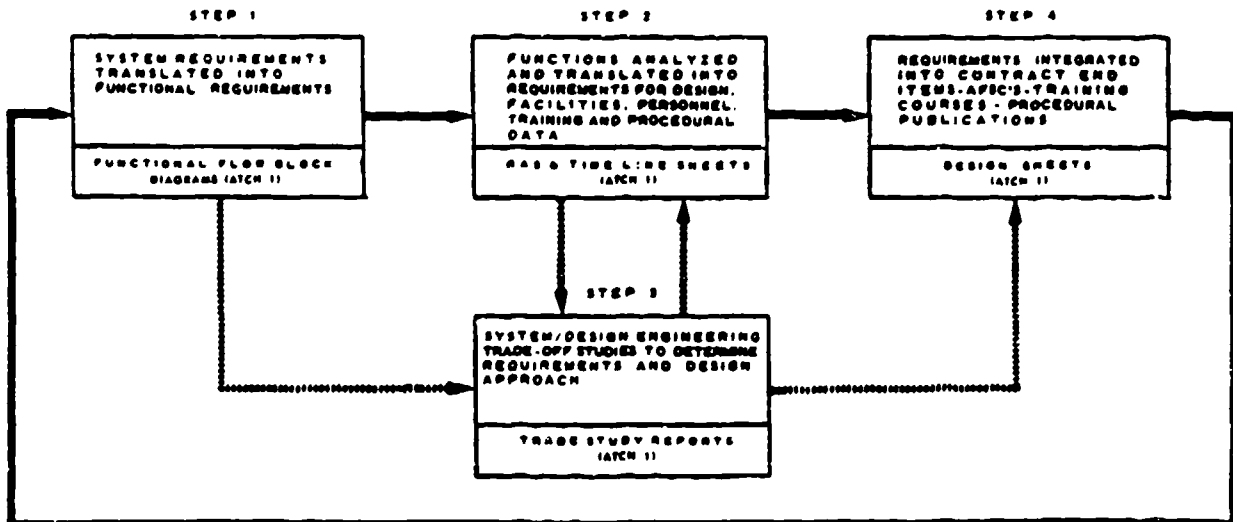 STEP 1
SYSTEM REQUIREMENTS
TRANSLATED INTO
FUNCTIONAL REQUIREMENTS
FUNCTIONAL FLOW BLOCK
DIAGRAMS (ATCH 1)
STEP 2
FUNCTIONS ANALYZED
AND TRANSLATED INTO
REQUIREMENTS FOR DESIGN,
FACILITIES, PERSONNEL,
TRAINING AND PROCEDURAL
DATA
RAS & TIME LINE SHEETS
(ATCH 1)
STEP 3
SYSTEM/DESIGN ENGINEERING
TRADE-OFF STUDIES TO DETERMINE
REQUIREMENTS AND DESIGN
APPROACH
TRADE STUDY REPORTS
(ATCH 1)
STEP 4
REQUIREMENTS INTEGRATED
INTO CONTRACT END
ITEMS-AFSC'S-TRAINING
COURSES - PROCEDURAL
PUBLICATIONS
DESIGN SHEETS
(ATCH 1)